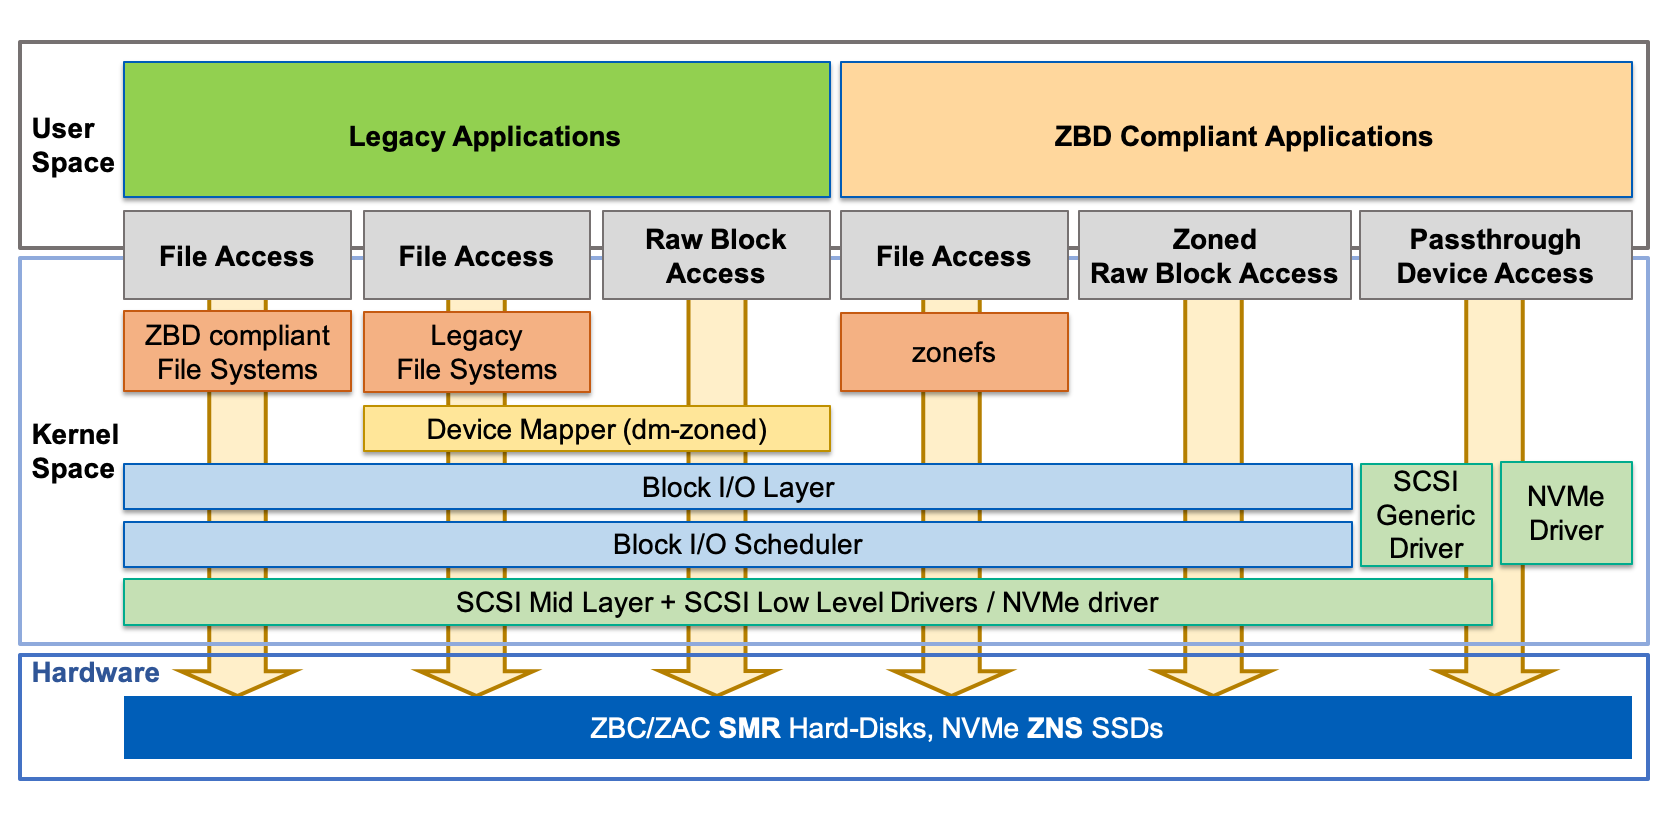 User
Space
Legacy Applications
ZBD Compliant Applications
File Access
File Access
Raw Block
Access
File Access
Zoned
Raw Block Access
Passthrough
Device Access
ZBD compliant
File Systems
Legacy
File Systems
zonefs
Kernel
Space
Device Mapper (dm-zoned)
Block I/O Layer
SCSI
Generic
Driver
NVMe
Driver
Block I/O Scheduler
SCSI Mid Layer + SCSI Low Level Drivers / NVMe driver
Hardware
ZBC/ZAC SMR Hard-Disks, NVMe ZNS SSDs